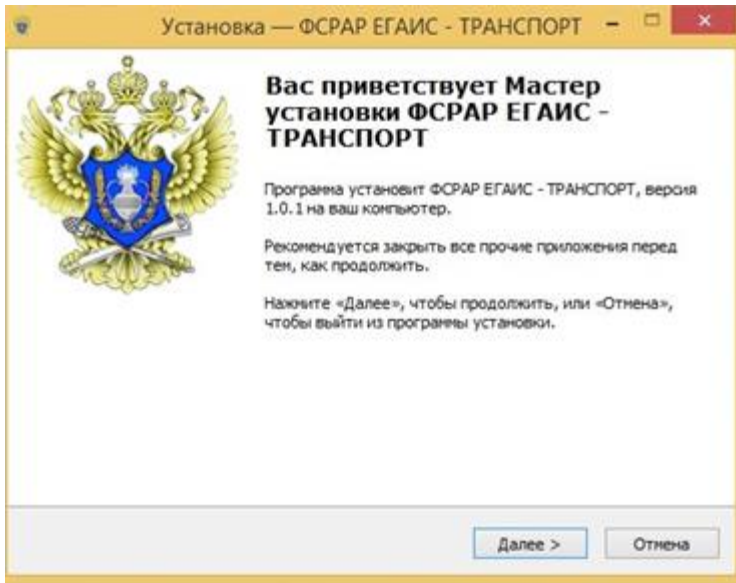 Установка — ФСРАР ЕГАИС - ТРАНСПОРТ
Вас приветствует Мастер
установки ФСРАР ЕГАИС -
ТРАНСПОРТ
Программа установит ФСРАР ЕГАИС - ТРАНСПОРТ, версия
1.0.1 на ваш компьютер.
Рекомендуется закрыть все прочие приложения перед
тем, как продолжить.
Нажмите «Далее», чтобы продолжить, или «Отмена»,
чтобы выйти из программы установки.
Далее >
Отмена